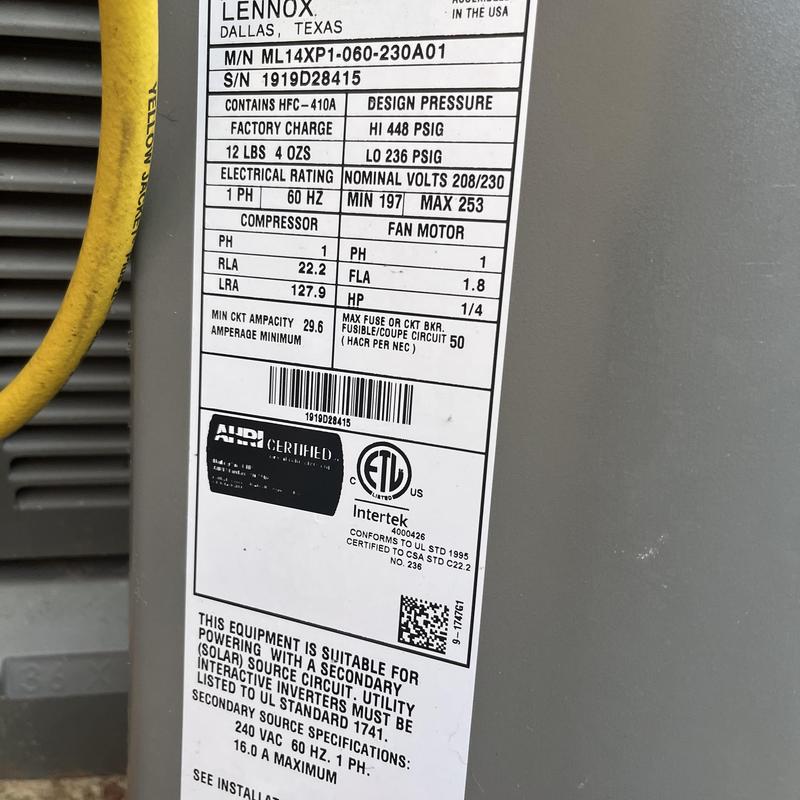 LENNOX
DALLAS, TEXAS
IN THE USA
M/N ML14XP1-060-230A01
S/N 1919D28415
CONTAINS HFC-410A
DESIGN PRESSURE
FACTORY CHARGE
HI 448 PSIG
12 LBS 4 OZS
LO 236 PSIG
ELECTRICAL RATING
NOMINAL VOLTS 208/230
1 PH 60 HZ
MIN 197 MAX 253
COMPRESSOR
FAN MOTOR
PH 1
PH 1
RLA 22.2
FLA 1.8
LRA 127.9
HP 1/4
MIN CKT AMPACITY 29.6
AMPERAGE MINIMUM
MAX FUSE OR CKT BKR.
FUSIBLE/COUPE CIRCUIT 50
(HACR PER NEC)
1919D28415
AHRI CERTIFIED
C ETL US
LISTED
Intertek
4000426
CONFORMS TO UL STD 1995
CERTIFIED TO CSA STD C22.2
NO. 236
9-1747G1
THIS EQUIPMENT IS SUITABLE FOR
POWERING WITH A SECONDARY
(SOLAR) SOURCE CIRCUIT. UTILITY
INTERACTIVE INVERTERS MUST BE
LISTED TO UL STANDARD 1741.
SECONDARY SOURCE SPECIFICATIONS:
240 VAC 60 HZ. 1 PH.
16.0 A MAXIMUM
SEE
YELLOW JACKET
36 X